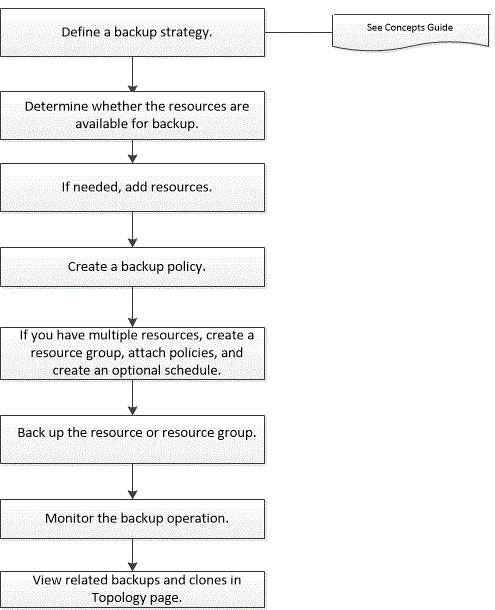 Define a backup strategy.
See Concepts Guide
Determine whether the resources are
available for backup.
If needed, add resources.
Create a backup policy.
If you have multiple resources, create a
resource group, attach policies, and
create an optional schedule.
Back up the resource or resource group.
Monitor the backup operation.
View related backups and clones in
Topology page.